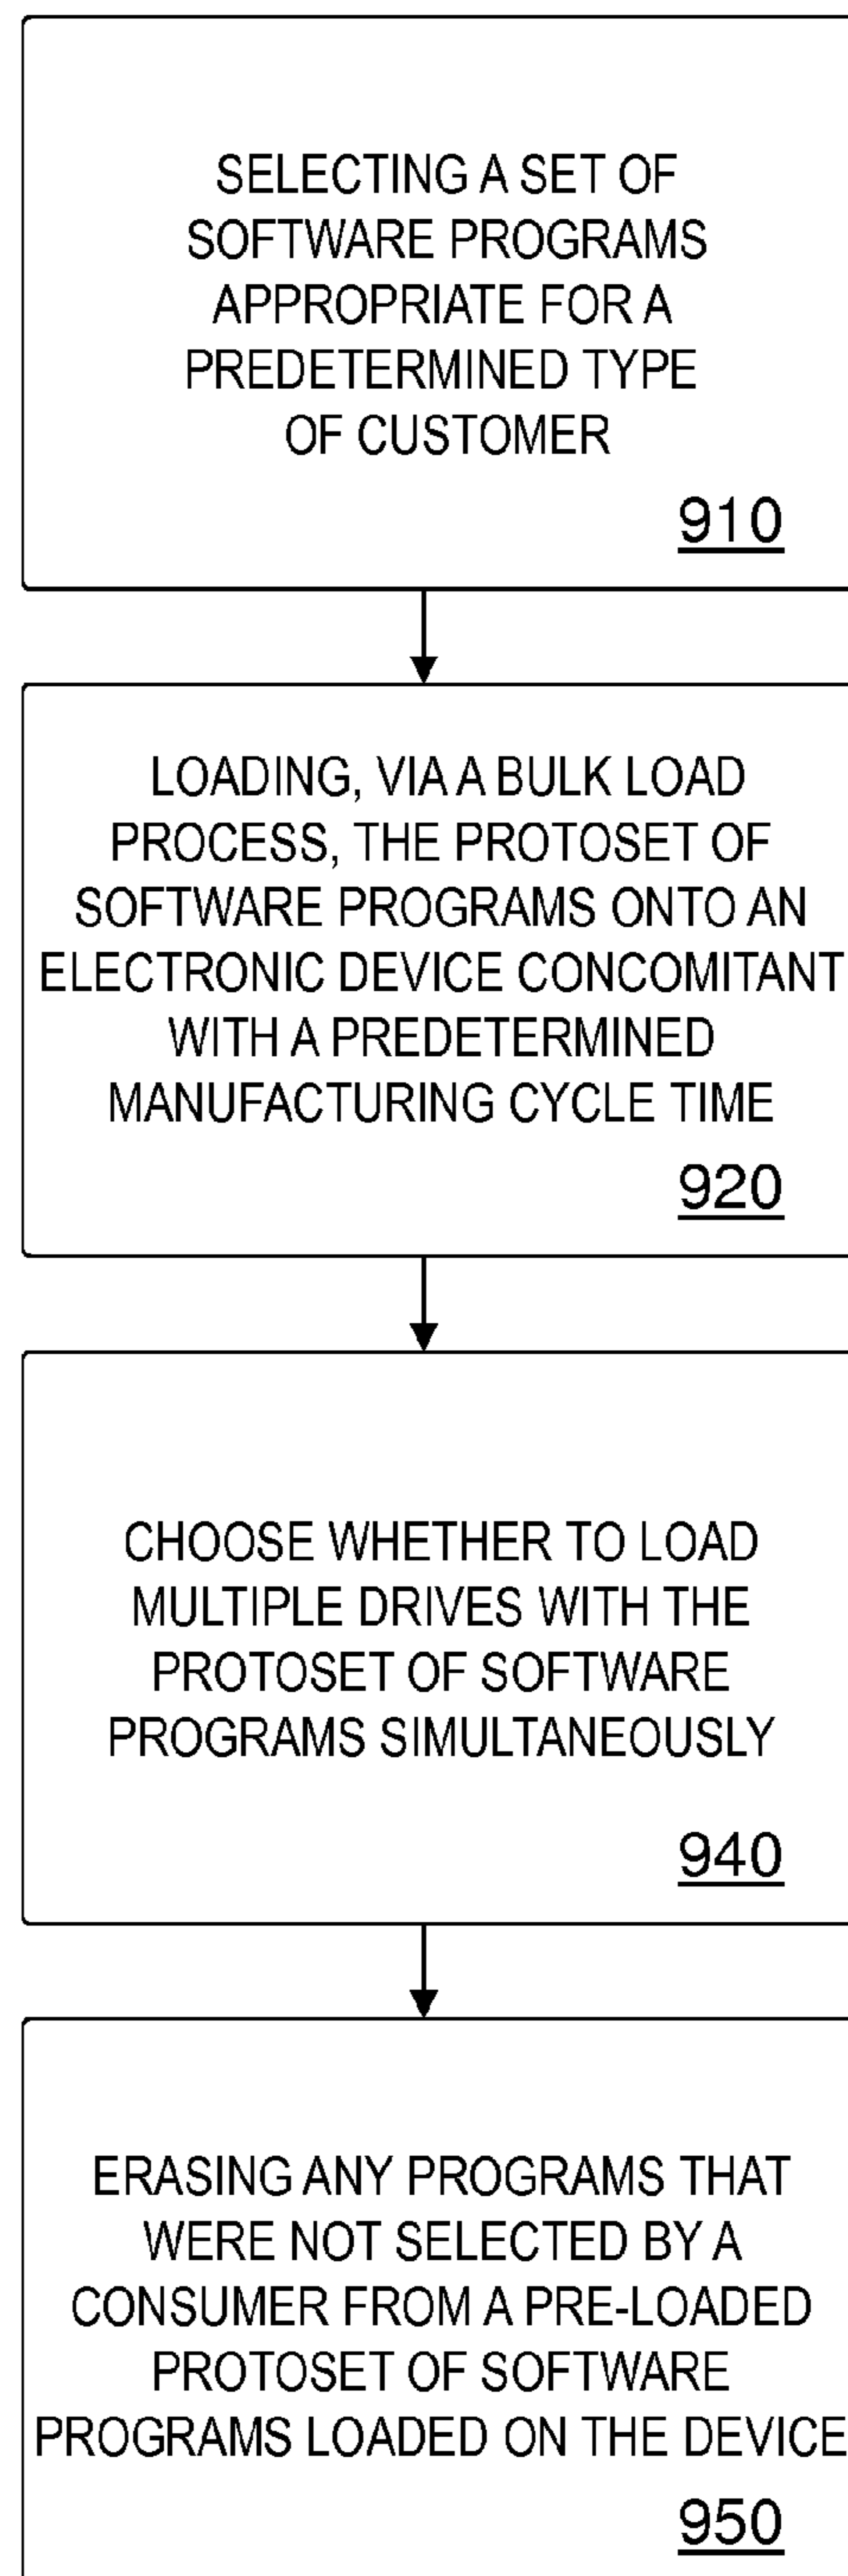 SELECTING A SET OF
SOFTWARE PROGRAMS
APPROPRIATE FOR A
PREDETERMINED TYPE
OF CUSTOMER
910
LOADING, VIA A BULK LOAD
PROCESS, THE PROTOSET OF
SOFTWARE PROGRAMS ONTO AN
ELECTRONIC DEVICE CONCOMITANT
WITH A PREDETERMINED
MANUFACTURING CYCLE TIME
920
CHOOSE WHETHER TO LOAD
MULTIPLE DRIVES WITH THE
PROTOSET OF SOFTWARE
PROGRAMS SIMULTANEOUSLY
940
ERASING ANY PROGRAMS THAT
WERE NOT SELECTED BY A
CONSUMER FROM A PRE-LOADED
PROTOSET OF SOFTWARE
PROGRAMS LOADED ON THE DEVICE
950